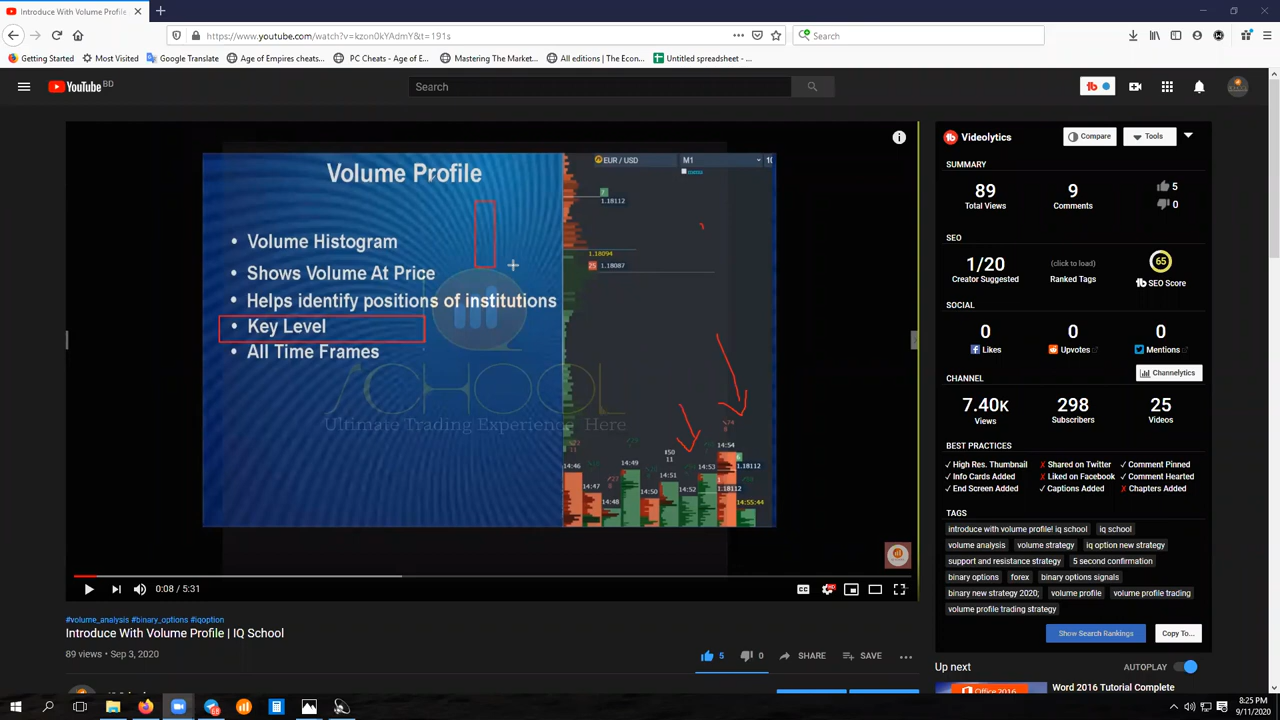 Introduce With Volume Profile
https://www.youtube.com/watch?v=kzon0kYAdmY&t=191s
Search
Getting Started
Most Visited
Google Translate
Age of Empires cheats...
PC Cheats - Age of E...
Mastering The Market...
All editions | The Econ...
Untitled spreadsheet - ...
YouTube BD
Search
Volume Profile
• Volume Histogram
• Shows Volume At Price
• Helps identify positions of institutions
• Key Level
• All Time Frames
SCHOOL
Ultimate Trading Experience Here
EUR / USD
M1
10
1.18112
1.18094
25 1.18087
14:46
14:47
14:48
14:49
14:50
14:51
14:52
14:53
14:54
1.18112
1.18112
14:55:44
0:08 / 5:31
CC
#volume_analysis #binary_options #iqoption
Introduce With Volume Profile | IQ School
89 views • Sep 3, 2020
5
0
SHARE
SAVE
Videolytics
Compare
Tools
SUMMARY
89
Total Views
9
Comments
5
0
SEO
1/20
Creator Suggested
(click to load)
Ranked Tags
65
SEO Score
SOCIAL
0
Likes
0
Upvotes
0
Mentions
Channelytics
CHANNEL
7.40K
Views
298
Subscribers
25
Videos
BEST PRACTICES
✓ High Res. Thumbnail
✗ Shared on Twitter
✓ Comment Pinned
✓ Info Cards Added
✗ Liked on Facebook
✓ Comment Hearted
✓ End Screen Added
✓ Captions Added
✗ Chapters Added
TAGS
introduce with volume profile! iq school
iq school
volume analysis
volume strategy
iq option new strategy
support and resistance strategy
5 second confirmation
binary options
forex
binary options signals
binary new strategy 2020;
volume profile
volume profile trading
volume profile trading strategy
Show Search Rankings
Copy To...
Up next
AUTOPLAY
Word 2016 Tutorial Complete
Office 2016
8:25 PM
9/11/2020